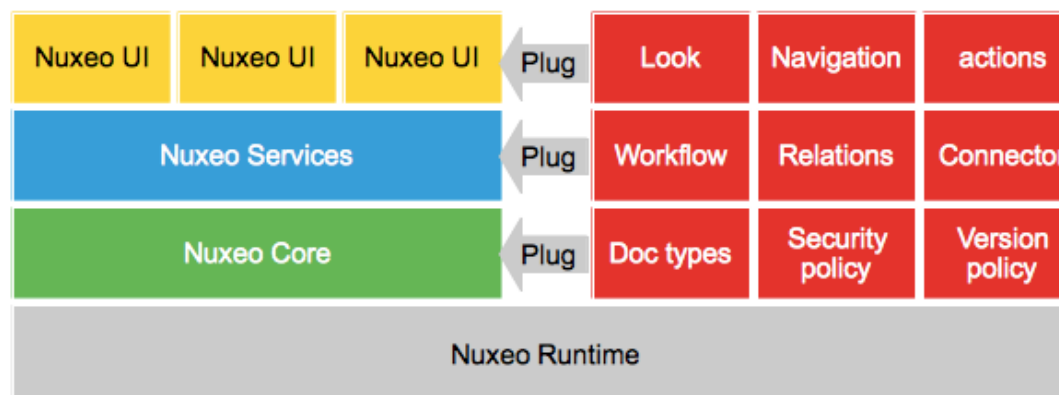 Nuxeo UI Nuxeo UI Nuxeo UI Plug Look Navigation actions
Nuxeo Services Plug Workflow Relations Connector
Nuxeo Core Plug Doc types Security policy Version policy
Nuxeo Runtime